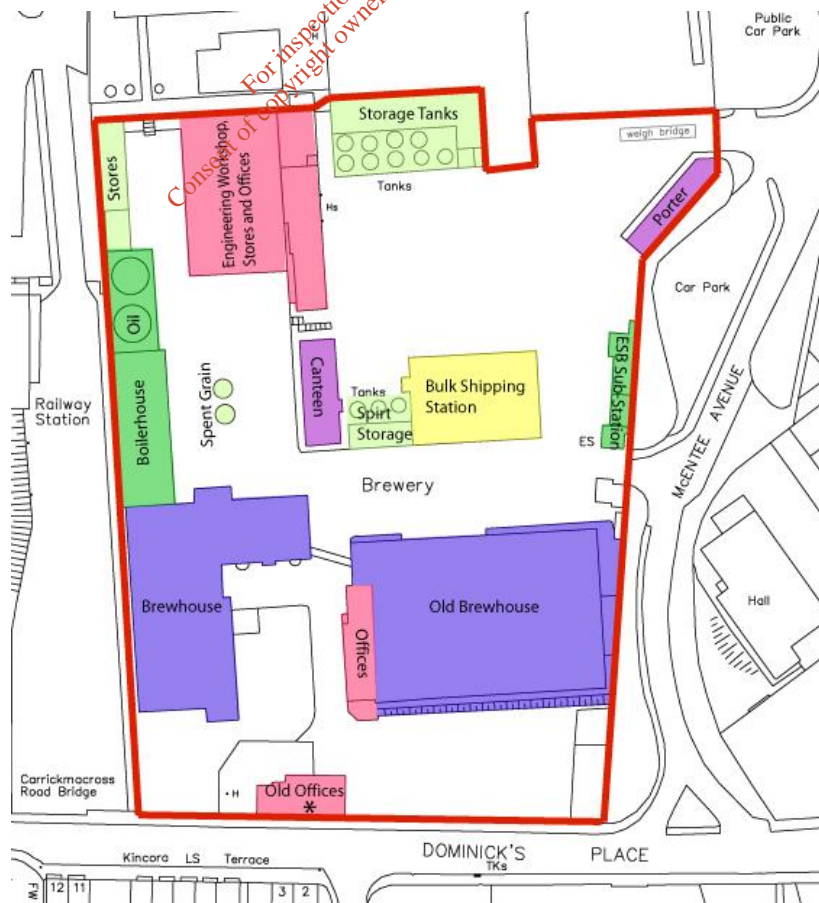 For inspectio
Consent of copyright owne
H
Public
Car Park
Storage Tanks
weigh bridge
Stores
Engineering Workshop,
Stores and Offices
Tanks
Hs
Porter
Car Park
Oil
ESB Sub-Station
Canteen
Tanks
Bulk Shipping
Station
Spirt
Storage
Spent Grain
Railway
Station
Boilerhouse
ES
McENTEE AVENUE
Brewery
Brewhouse
Old Brewhouse
Hall
Offices
Carrickmacross
Road Bridge
H
Old Offices
*
DOMINICK'S PLACE
TKs
Kincora LS Terrace
FW
12 11
3 2